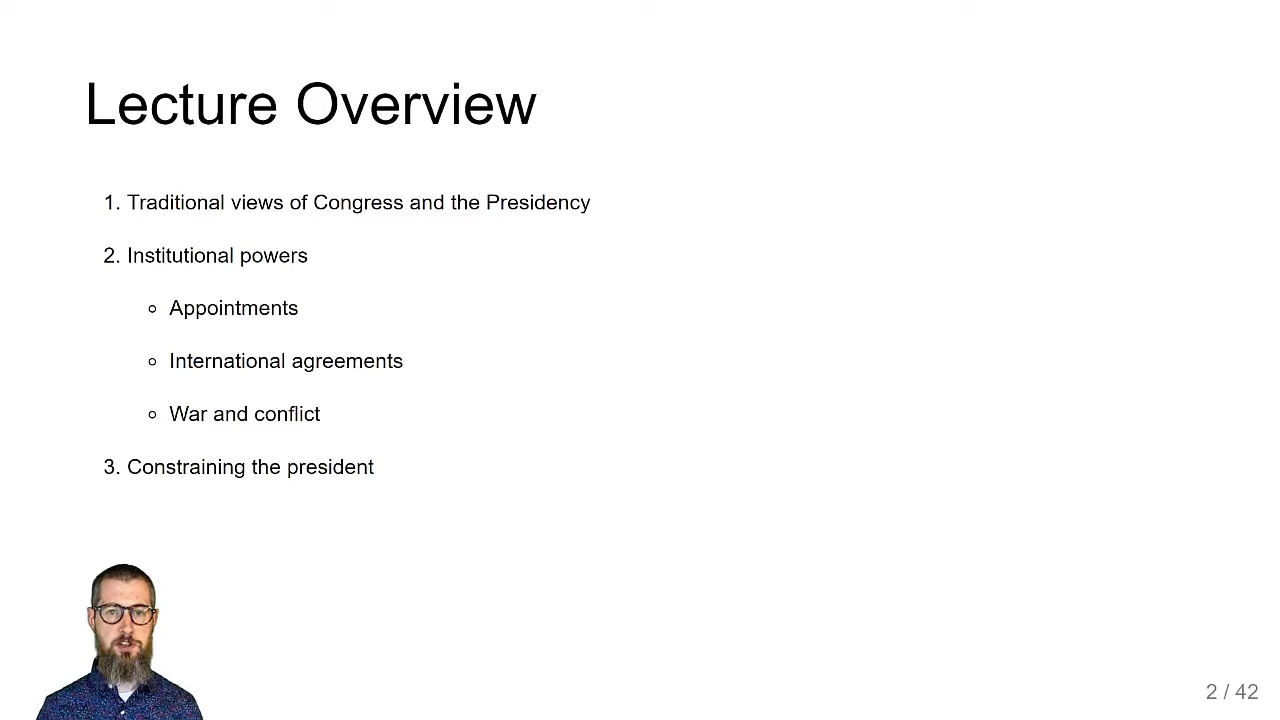 Lecture Overview
1. Traditional views of Congress and the Presidency
2. Institutional powers
Appointments
International agreements
War and conflict
3. Constraining the president
2 / 42